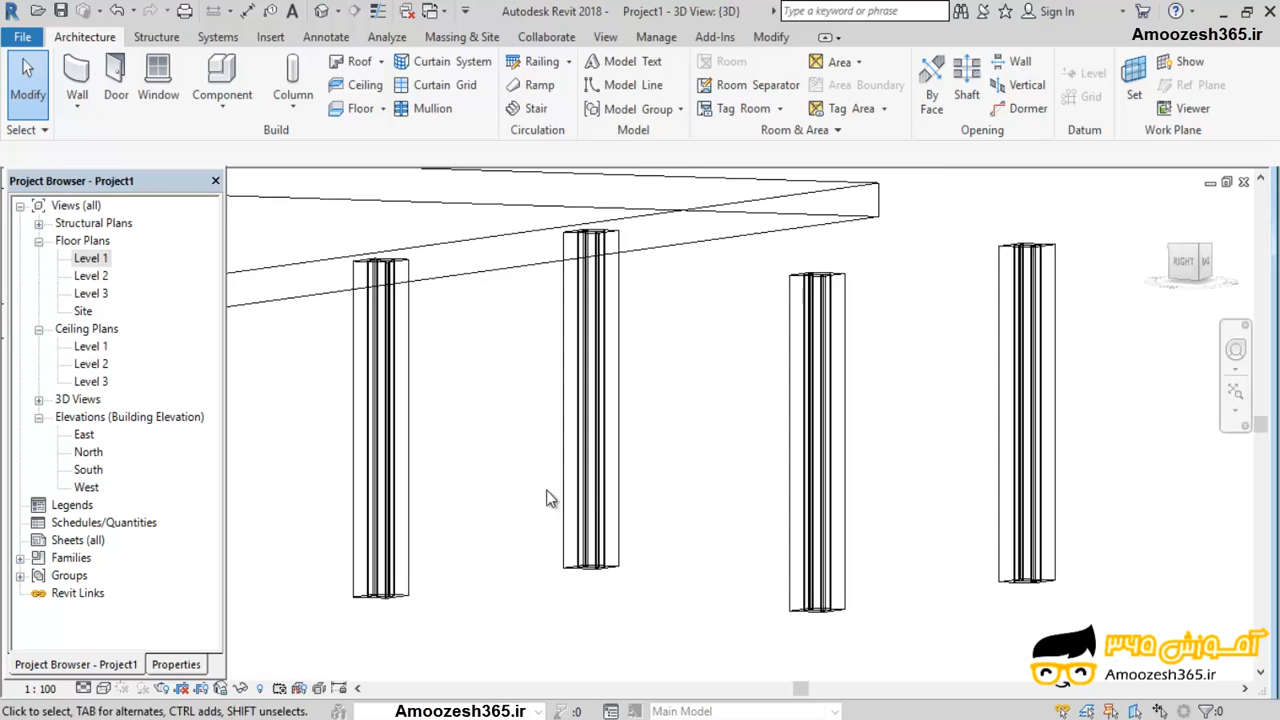 Autodesk Revit 2018 - Project1 - 3D View: {3D}
Type a keyword or phrase
Sign In
File Architecture Structure Systems Insert Annotate Analyze Massing & Site Collaborate View Manage Add-Ins Modify
Amoozesh365.ir
Modify
Wall
Door
Window
Component
Column
Roof
Ceiling
Floor
Curtain System
Curtain Grid
Mullion
Railing
Ramp
Stair
Model Text
Model Line
Model Group
Room
Room Separator
Tag Room
Area
Area Boundary
Tag Area
By
Face
Shaft
Wall
Vertical
Dormer
Level
Grid
Set
Show
Ref Plane
Viewer
Select Build Circulation Model Room & Area Opening Datum Work Plane
Project Browser - Project1
Views (all)
Structural Plans
Floor Plans
Level 1
Level 2
Level 3
Site
Ceiling Plans
Level 1
Level 2
Level 3
3D Views
Elevations (Building Elevation)
East
North
South
West
Legends
Schedules/Quantities
Sheets (all)
Families
Groups
Revit Links
RIGHT
Project Browser - Project1 Properties
آمـوزش ۳۶۵
Amoozesh365.ir
1 : 100
Click to select, TAB for alternates, CTRL adds, SHIFT unselects.
Amoozesh365.ir
:0
Main Model
:0